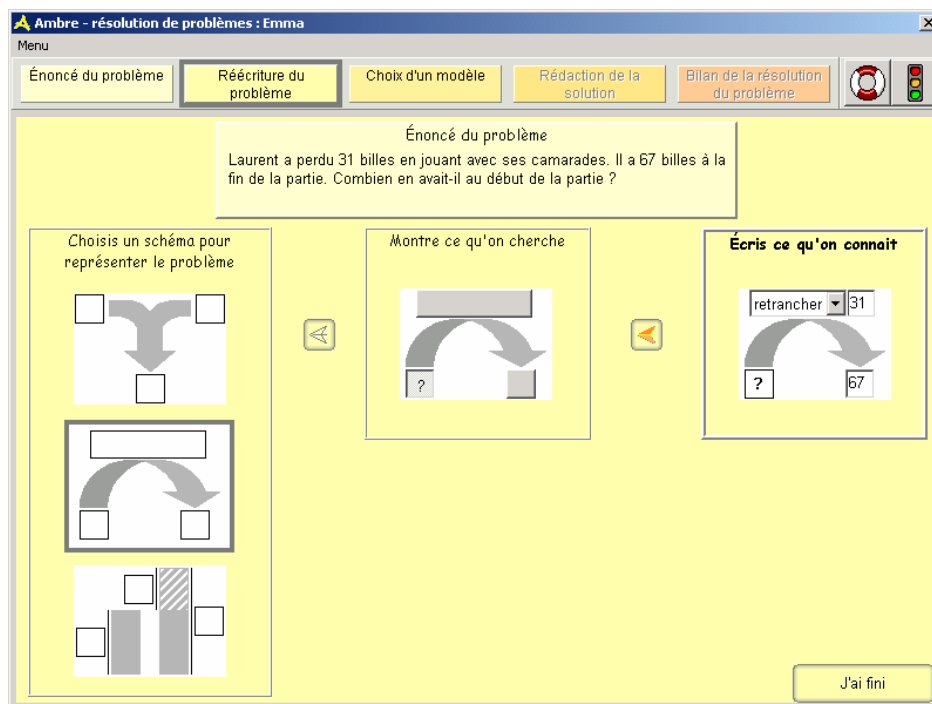 Ambre - résolution de problèmes : Emma
Menu
Énoncé du problème
Réécriture du
problème
Choix d'un modèle
Rédaction de la
solution
Bilan de la résolution
du problème
Énoncé du problème
Laurent a perdu 31 billes en jouant avec ses camarades. Il a 67 billes à la
fin de la partie. Combien en avait-il au début de la partie ?
Choisis un schéma pour
représenter le problème
Montre ce qu'on cherche
?
Écris ce qu'on connait
retrancher 31
? 67
J'ai fini